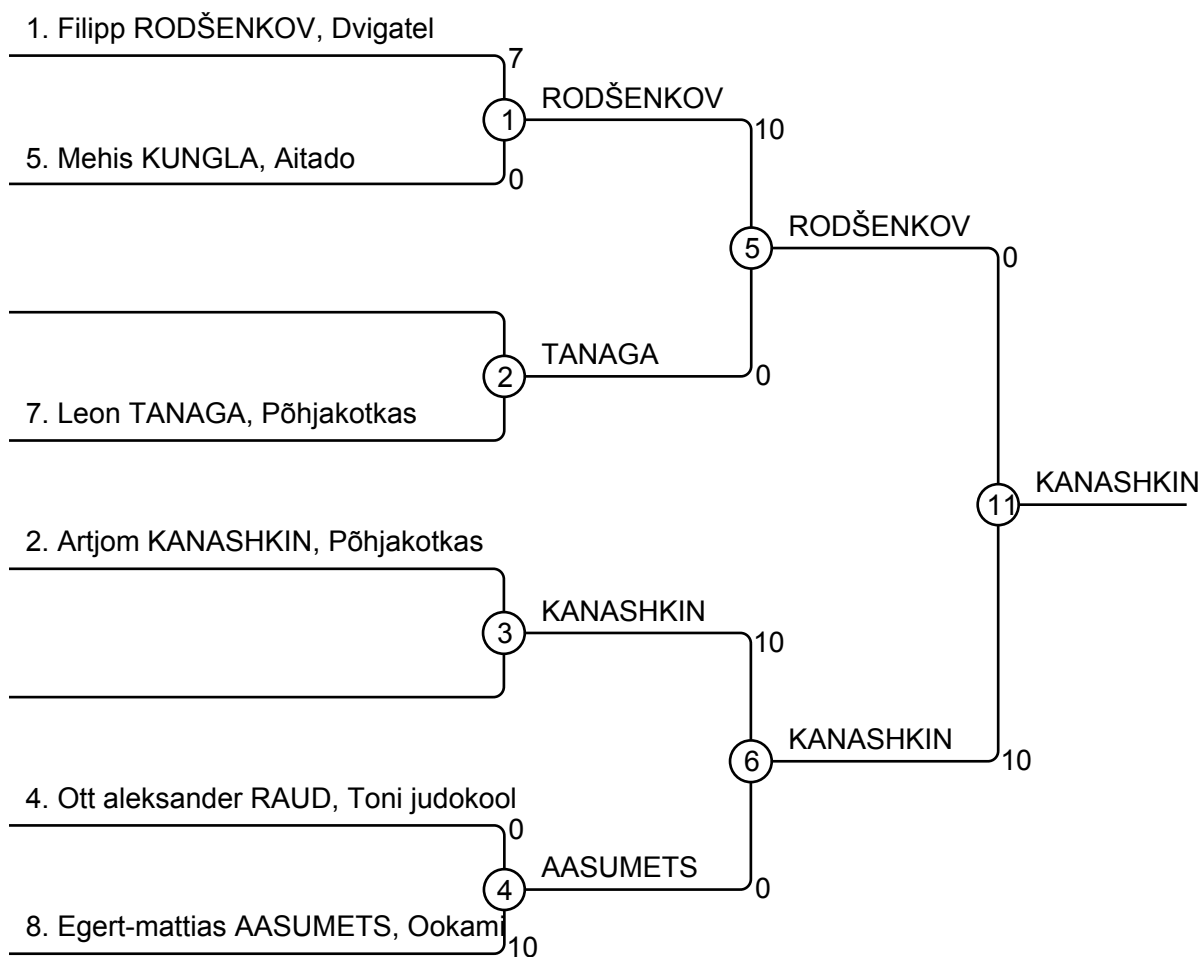 1. Filipp RODŠENKOV, Dvigatel
7
1
RODŠENKOV
10
5. Mehis KUNGLA, Aitado
0
5
RODŠENKOV
0
2
TANAGA
0
7. Leon TANAGA, Põhjakotkas
11
KANASHKIN
2. Artjom KANASHKIN, Põhjakotkas
3
KANASHKIN
10
6
KANASHKIN
10
4. Ott aleksander RAUD, Toni judokool
0
4
AASUMETS
0
8. Egert-mattias AASUMETS, Ookami
10